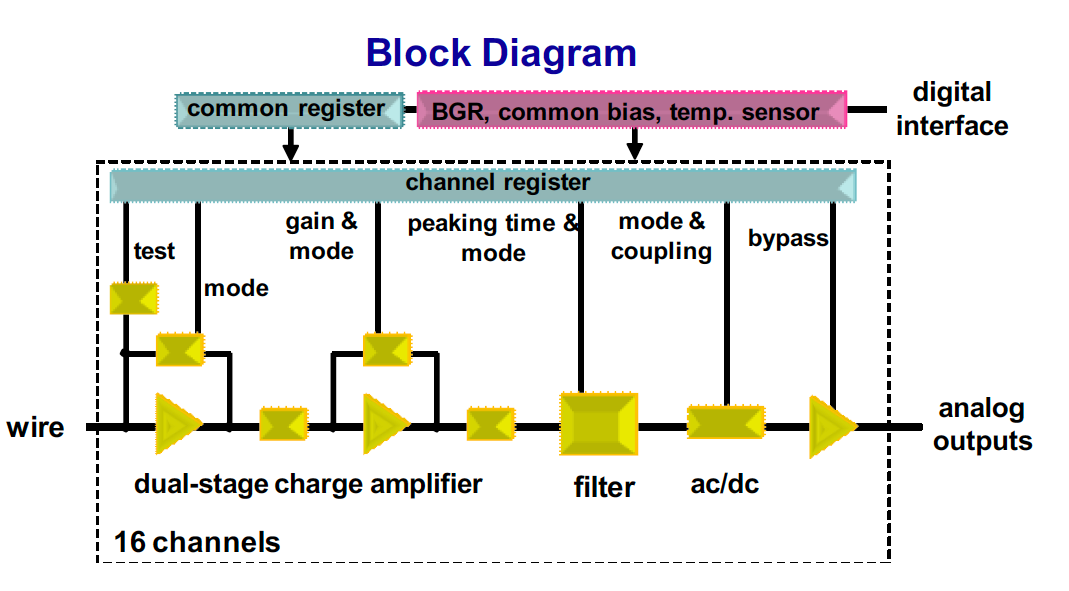 Block Diagram
common register
BGR, common bias, temp. sensor
digital
interface
channel register
test
mode
gain &
mode
peaking time &
mode
mode &
coupling
bypass
wire
analog
outputs
dual-stage charge amplifier
filter
ac/dc
16 channels